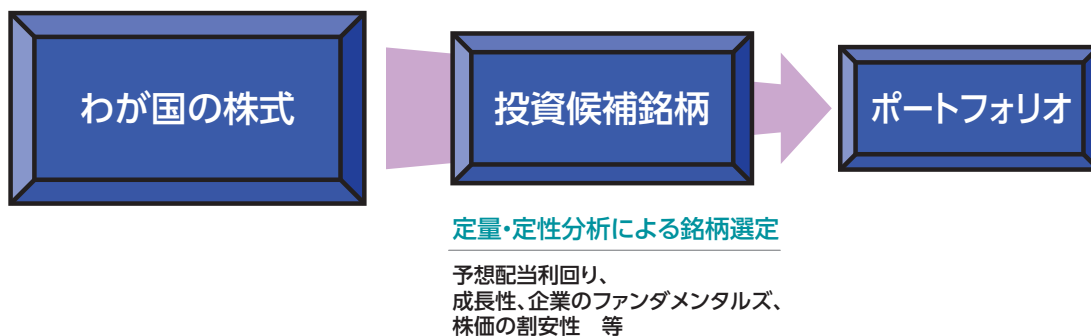 わが国の株式
投資候補銘柄
ポートフォリオ
定量・定性分析による銘柄選定
予想配当利回り、
成長性、企業のファンダメンタルズ、
株価の割安性　等